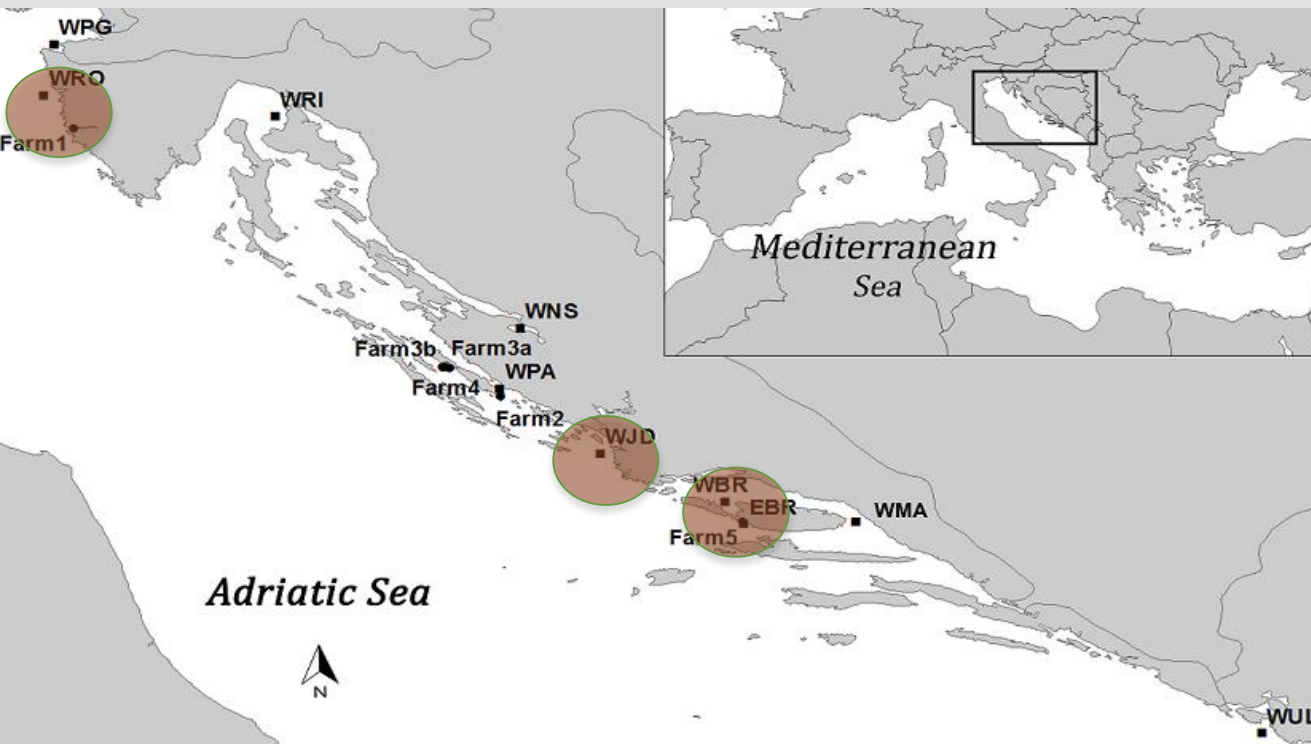 WPG
WRO
Farm1
WRI
Mediterranean
Sea
WNS
Farm3b Farm3a
WPA
Farm4
Farm2
WJD
WBR
EBR
WMA
Farm5
Adriatic Sea
N
WUL